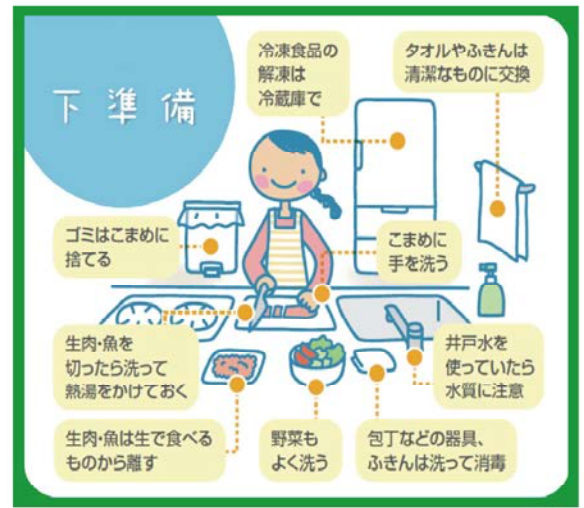 下準備
冷凍食品の
解凍は
冷蔵庫で
タオルやふきんは
清潔なものに交換
ゴミはこまめに
捨てる
こまめに
手を洗う
生肉・魚を
切ったら洗って
熱湯をかけておく
井戸水を
使っていたら
水質に注意
生肉・魚は生で食べる
ものから離す
野菜も
よく洗う
包丁などの器具、
ふきんは洗って消毒